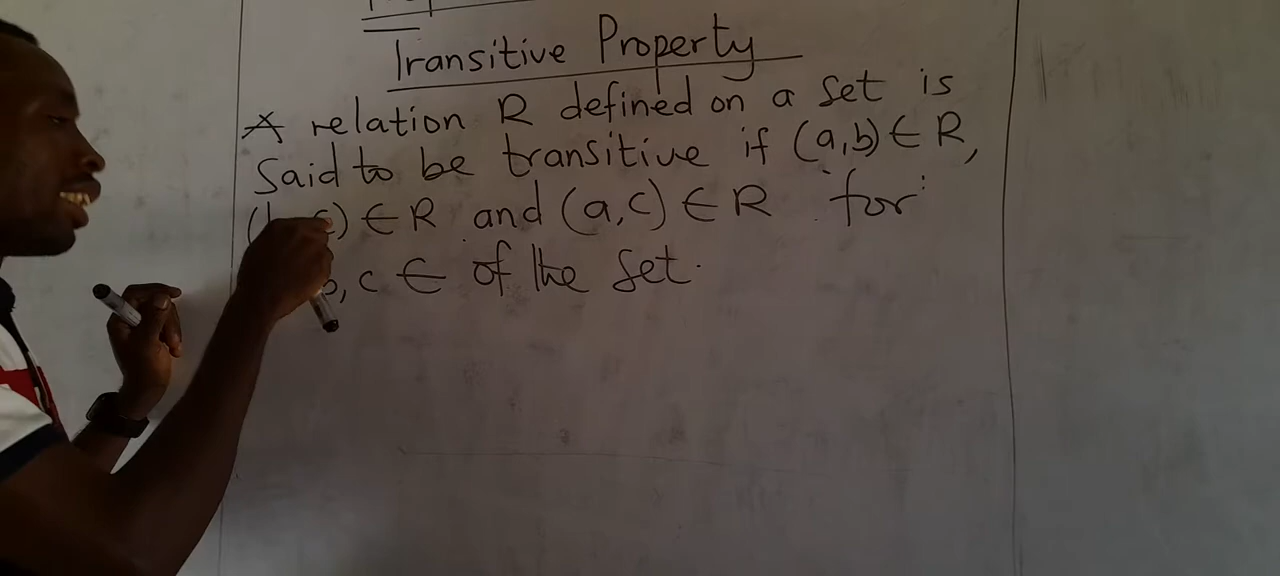 Transitive Property
A relation R defined on a set is
Said to be transitive if (a,b) ∈ R,
c) ∈ R and (a,c) ∈ R for
b, c ∈ of the set.